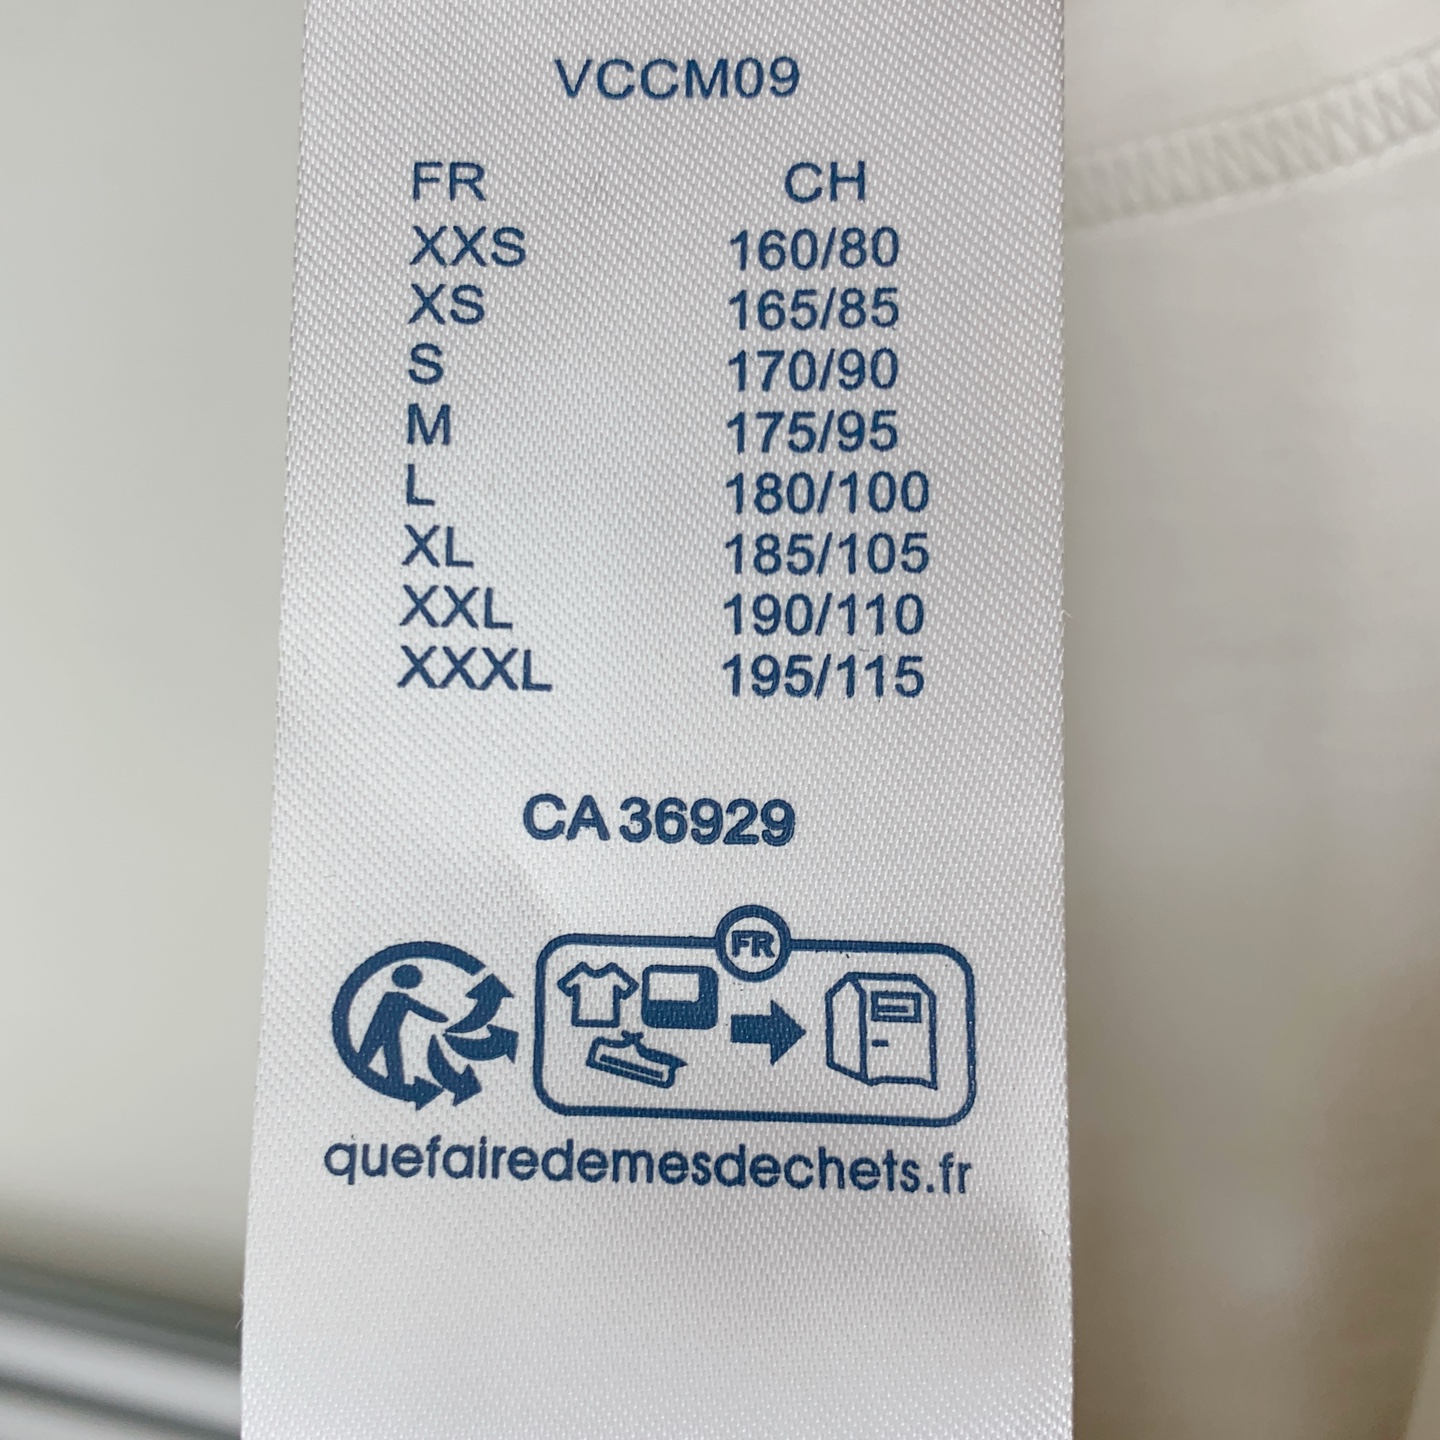 VCCM09
FR CH
XXS 160/80
XS 165/85
S 170/90
M 175/95
L 180/100
XL 185/105
XXL 190/110
XXXL 195/115
CA 36929
FR
quefairedemesdechets.fr